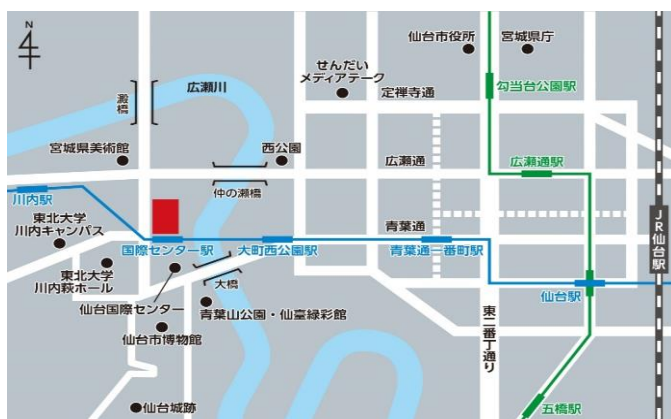 N
仙台市役所
宮城県庁
せんだい
メディアテーク
勾当台公園駅
定禅寺通
広瀬川
澱橋
宮城県美術館
西公園
広瀬通
広瀬通駅
仲の瀬橋
川内駅
東北大学
川内キャンパス
青葉通
国際センター駅
大町西公園駅
青葉通一番町駅
JR仙台駅
東北大学
川内萩ホール
大橋
仙台駅
仙台国際センター
青葉山公園・仙臺緑彩館
仙台市博物館
東二番丁通り
仙台城跡
五橋駅